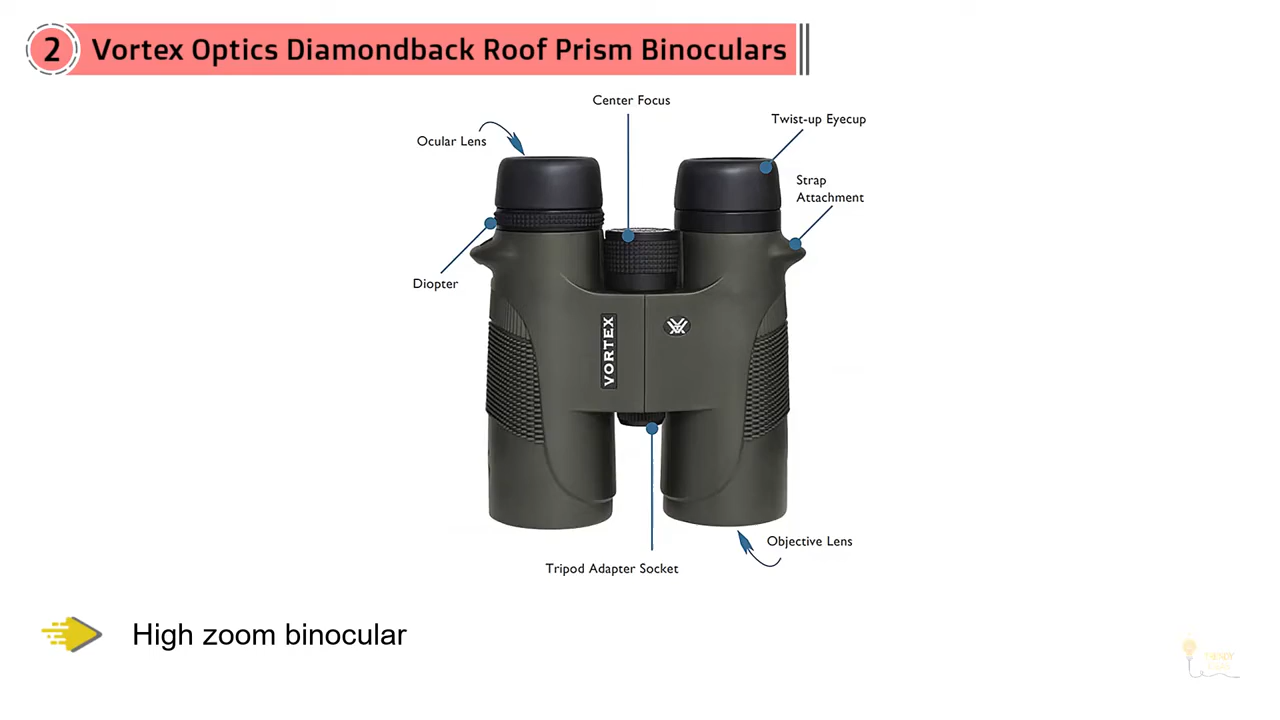 2
Vortex Optics Diamondback Roof Prism Binoculars
Center Focus
Twist-up Eyecup
Ocular Lens
Strap
Attachment
Diopter
VORTEX
Objective Lens
Tripod Adapter Socket
High zoom binocular